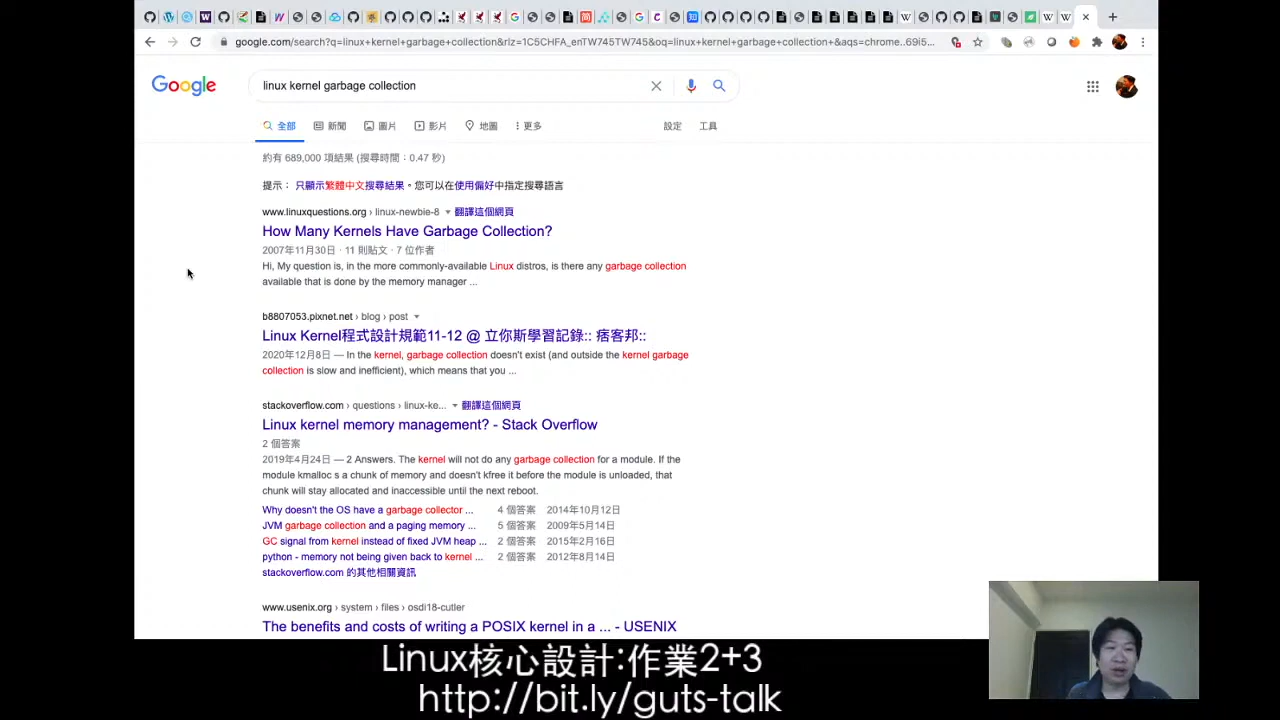 google.com/search?q=linux+kernel+garbage+collection&rlz=1C5CHFA_enTW745TW745&oq=linux+kernel+garbage+collection+&aqs=chrome..69i5...
Google
linux kernel garbage collection
全部 新聞 圖片 影片 地圖 更多 設定 工具
約有 689,000 項結果 (搜尋時間：0.47 秒)
提示： 只顯示繁體中文搜尋結果。您可以在使用偏好中指定搜尋語言
www.linuxquestions.org › linux-newbie-8 翻譯這個網頁
How Many Kernels Have Garbage Collection?
2007年11月30日 · 11 則貼文 · 7 位作者
Hi, My question is, in the more commonly-available Linux distros, is there any garbage collection
available that is done by the memory manager ...
b8807053.pixnet.net › blog › post
Linux Kernel程式設計規範11-12 @ 立你斯學習記錄:: 痞客邦::
2020年12月8日 — In the kernel, garbage collection doesn't exist (and outside the kernel garbage
collection is slow and inefficient), which means that you ...
stackoverflow.com › questions › linux-ke... 翻譯這個網頁
Linux kernel memory management? - Stack Overflow
2 個答案
2019年4月24日 — 2 Answers. The kernel will not do any garbage collection for a module. If the
module kmalloc s a chunk of memory and doesn't kfree it before the module is unloaded, that
chunk will stay allocated and inaccessible until the next reboot.
Why doesn't the OS have a garbage collector ... 4 個答案 2014年10月12日
JVM garbage collection and a paging memory ... 5 個答案 2009年5月14日
GC signal from kernel instead of fixed JVM heap ... 2 個答案 2015年2月16日
python - memory not being given back to kernel ... 2 個答案 2012年8月14日
stackoverflow.com 的其他相關資訊
www.usenix.org › system › files › osdi18-cutler
The benefits and costs of writing a POSIX kernel in a ... - USENIX
Linux核心設計:作業2+3
http://bit.ly/guts-talk